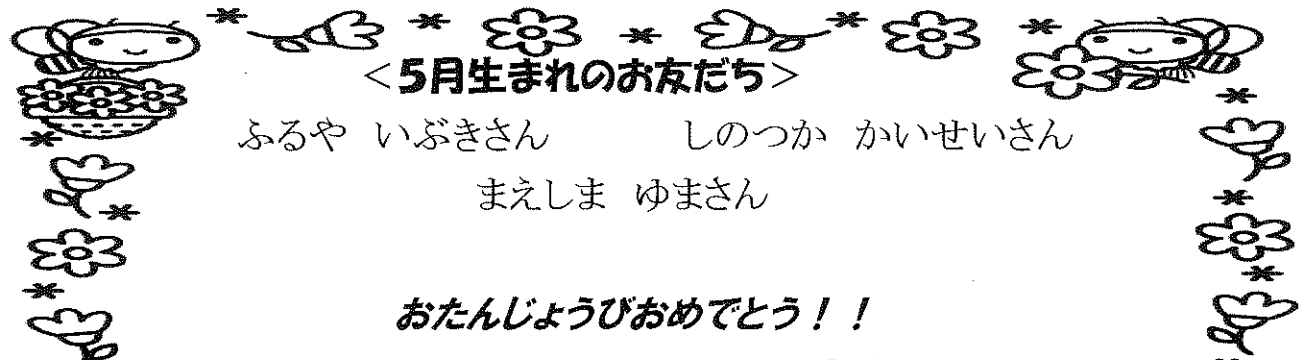 ＜5月生まれのお友だち＞
ふるや　いぶきさん　　　しのつか　かいせいさん
まえしま　ゆまさん
おたんじょうびおめでとう！！